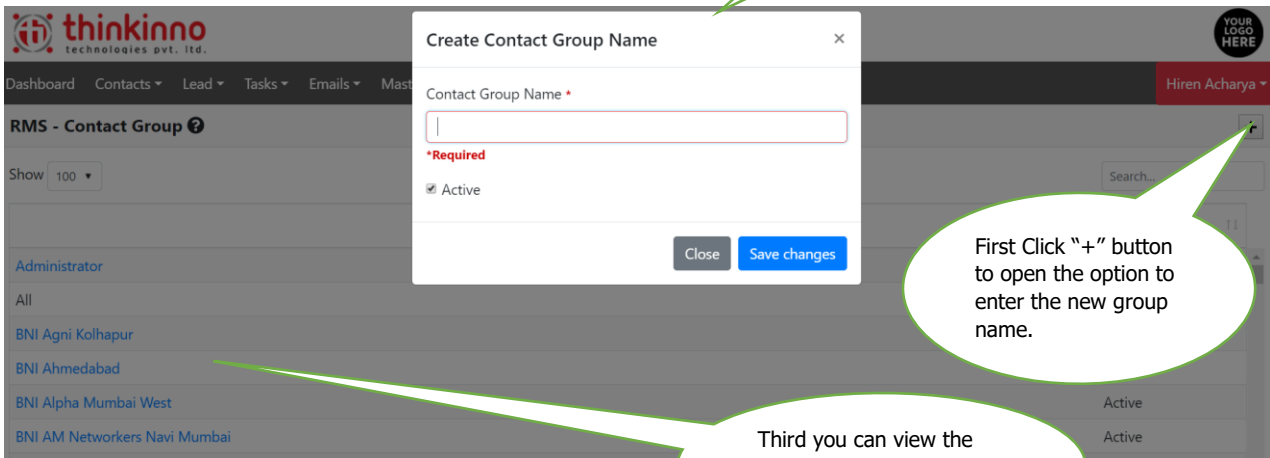 thinkinno
technologies pvt. ltd.
YOUR
LOGO
HERE
Create Contact Group Name ×
Dashboard Contacts Lead Tasks Emails
Hiren Acharya
Contact Group Name *
RMS - Contact Group
*Required
Show 100
Search...
Active
Close Save changes
First Click “+” button
to open the option to
enter the new group
name.
Administrator
All
BNI Agni Kolhapur
BNI Ahmedabad
BNI Alpha Mumbai West Active
BNI AM Networkers Navi Mumbai Active
Third you can view the